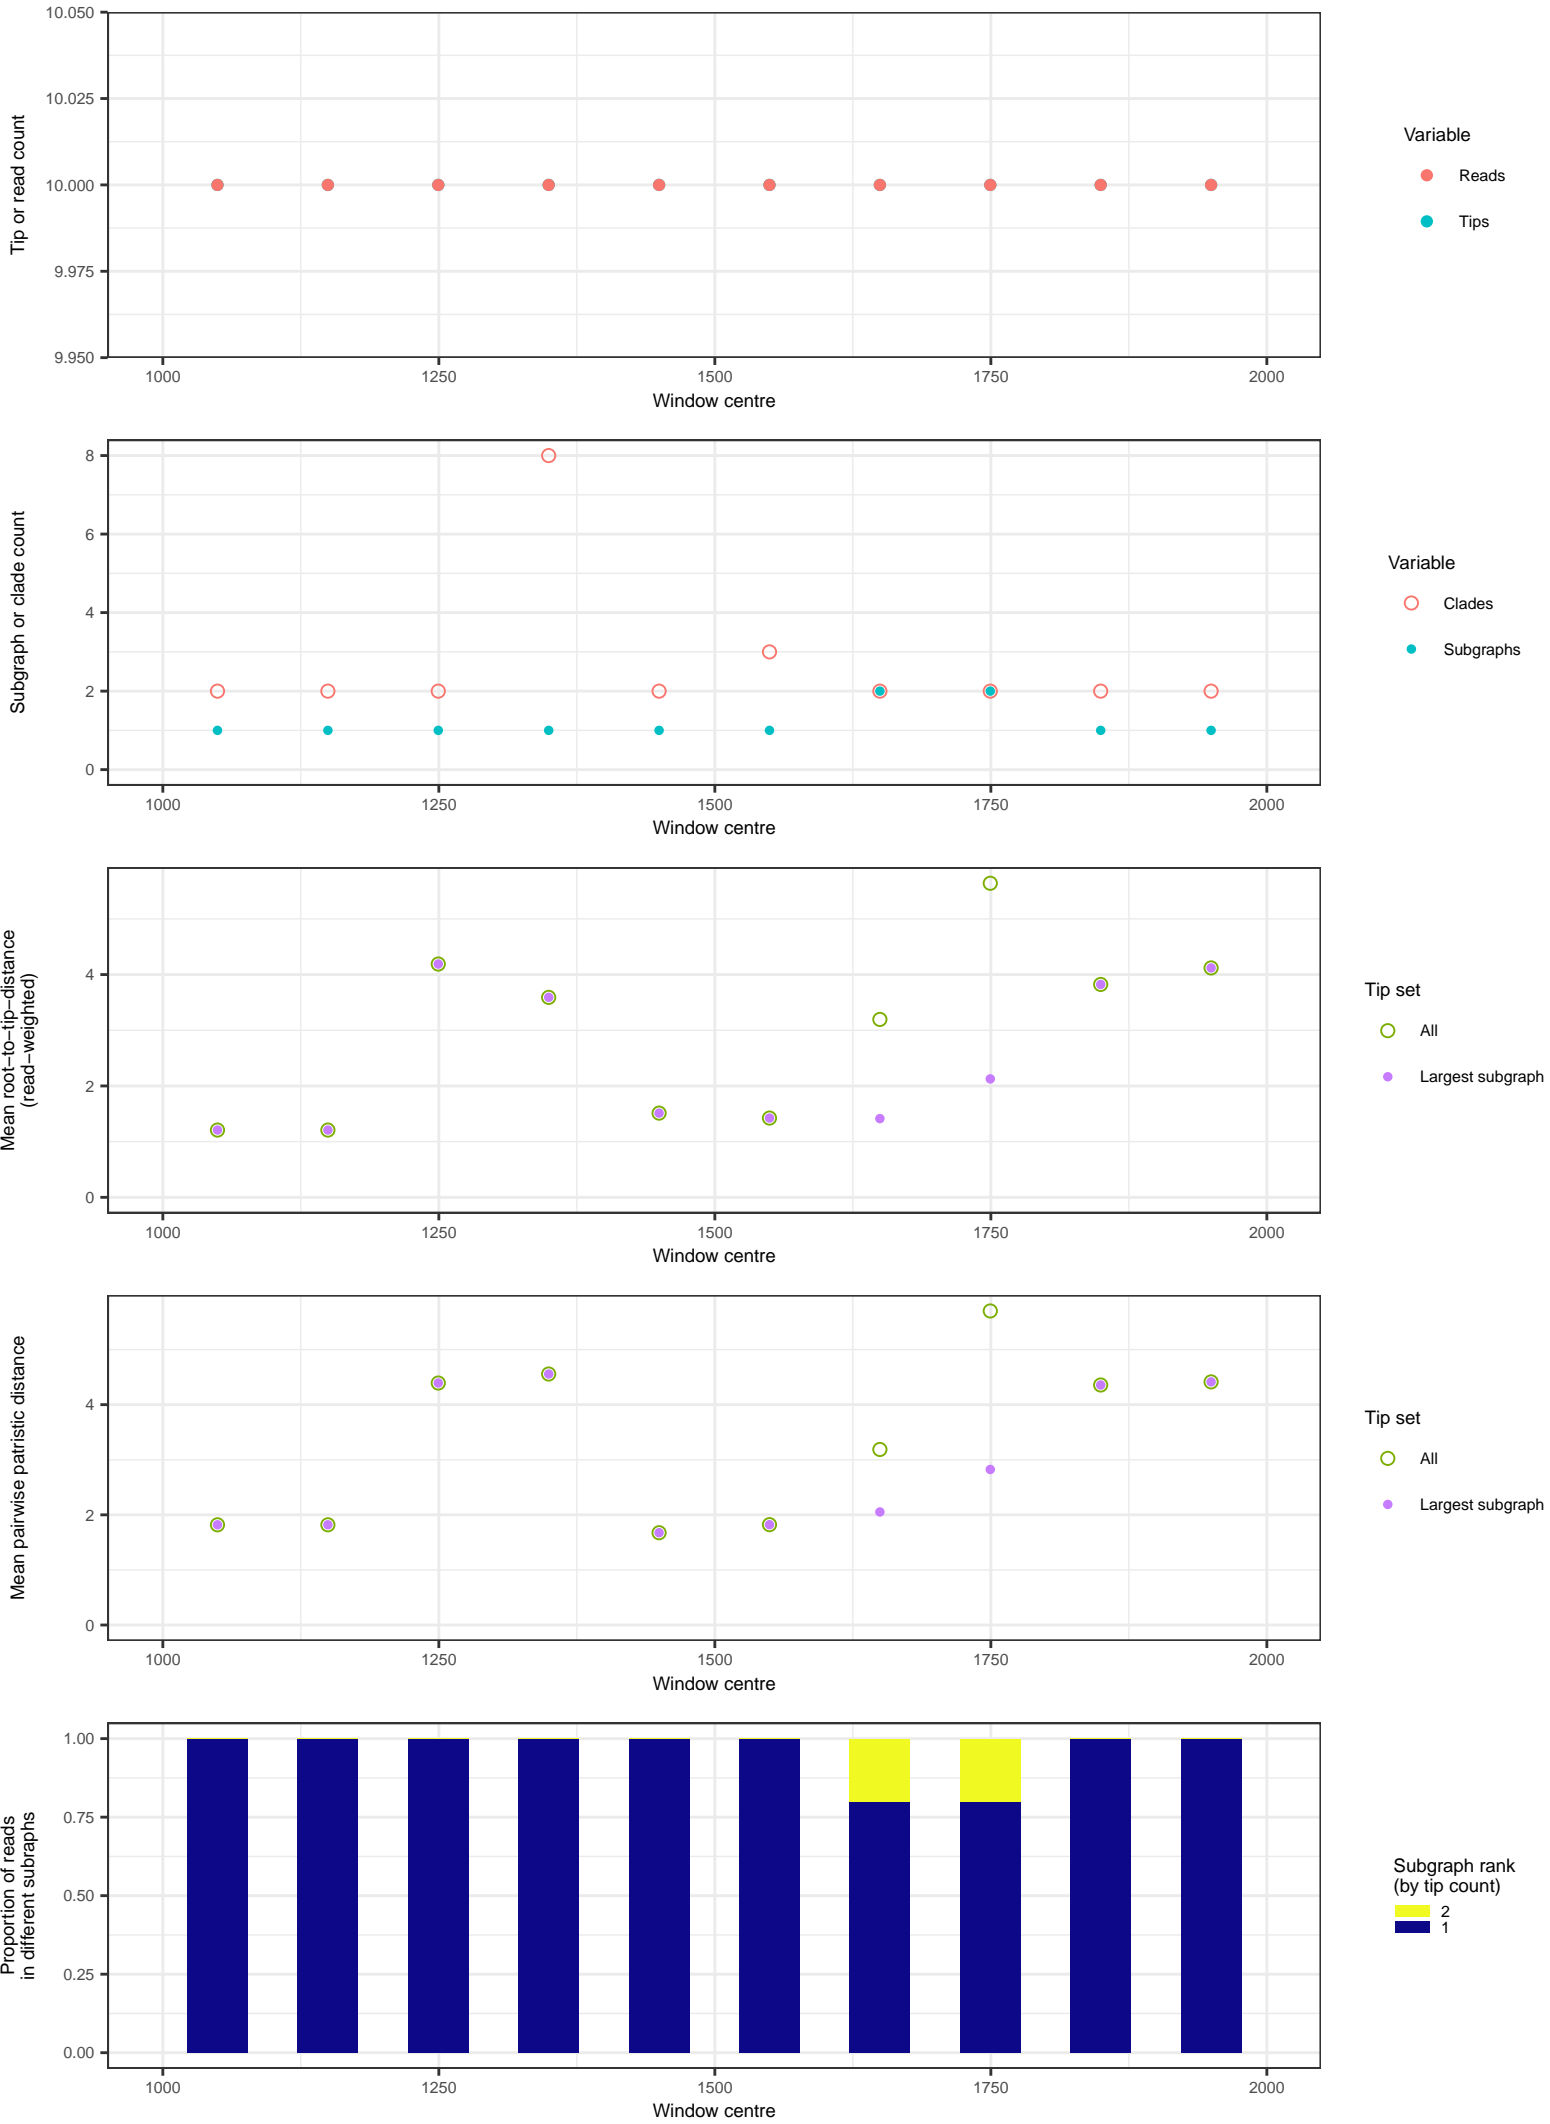 10.050
10.025
10.000
9.975
9.950
Tip or read count
1000 1250 1500 1750 2000
Window centre
Variable
Reads
Tips
8
6
4
2
0
Subgraph or clade count
1000 1250 1500 1750 2000
Window centre
Variable
Clades
Subgraphs
4
2
0
Mean root−to−tip−distance
(read−weighted)
1000 1250 1500 1750 2000
Window centre
Tip set
All
Largest subgraph
4
2
0
Mean pairwise patristic distance
1000 1250 1500 1750 2000
Window centre
Tip set
All
Largest subgraph
1.00
0.75
0.50
0.25
0.00
Proportion of reads
in different subraphs
1000 1250 1500 1750 2000
Window centre
Subgraph rank
(by tip count)
2
1